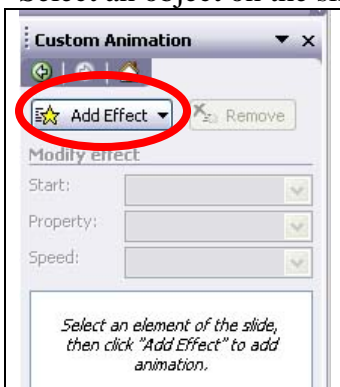 Custom Animation
Add Effect
Remove
Modify effect
Start:
Property:
Speed:
Select an element of the slide,
then click "Add Effect" to add
animation.